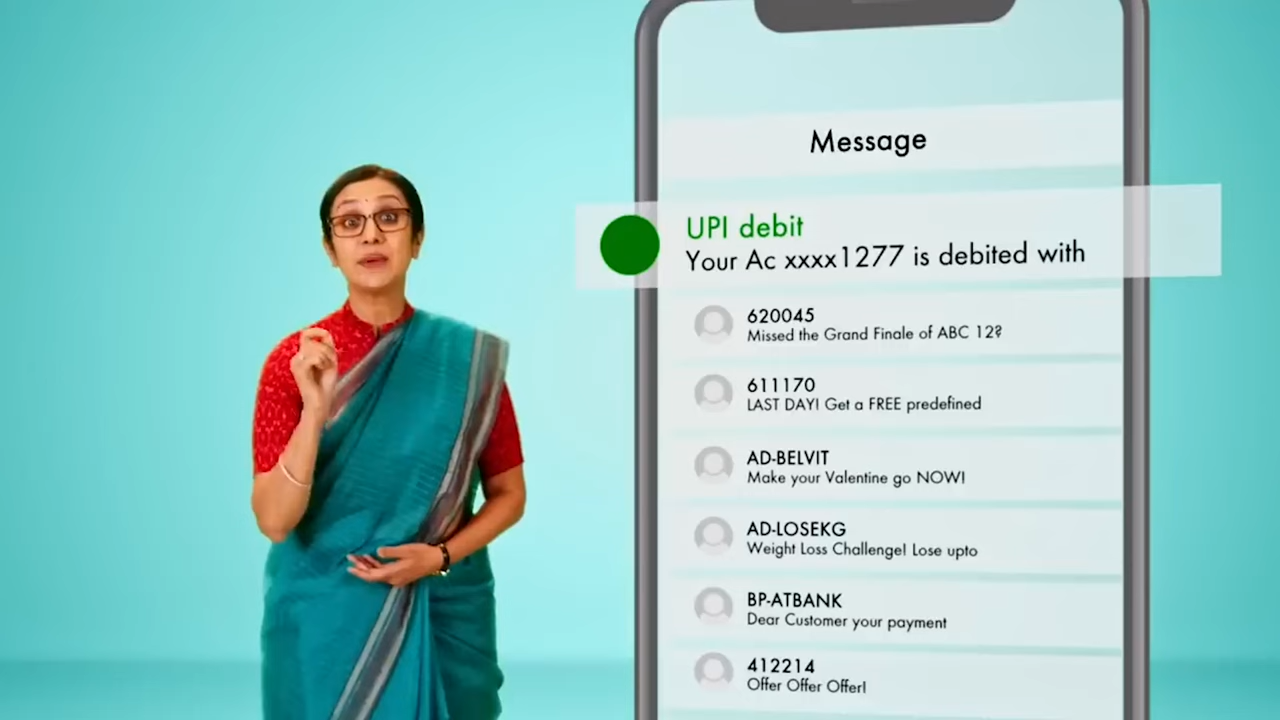 Message
UPI debit
Your Ac xxxx1277 is debited with
620045
Missed the Grand Finale of ABC 12?
611170
LAST DAY! Get a FREE predefined
AD-BELVIT
Make your Valentine go NOW!
AD-LOSEKG
Weight Loss Challenge! Lose upto
BP-ATBANK
Dear Customer your payment
412214
Offer Offer Offer!